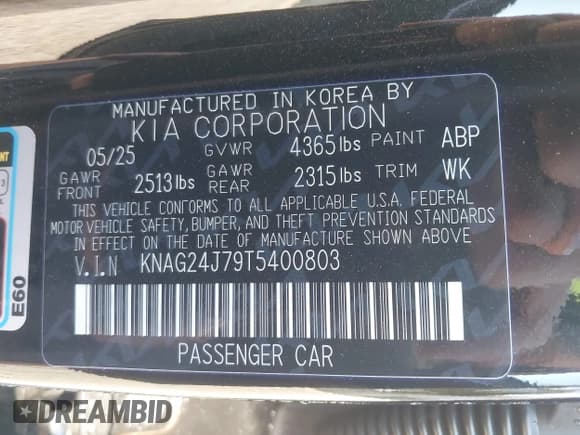 MANUFACTURED IN KOREA BY
KIA CORPORATION
05/25 GVWR 4365 lbs PAINT ABP
GAWR FRONT 2513 lbs GAWR REAR 2315 lbs TRIM WK
THIS VEHICLE CONFORMS TO ALL APPLICABLE U.S.A. FEDERAL
MOTOR VEHICLE SAFETY, BUMPER, AND THEFT PREVENTION STANDARDS
IN EFFECT ON THE DATE OF MANUFACTURE SHOWN ABOVE
V.I.N KNAG24J79T5400803
PASSENGER CAR
E60
DREAMBID